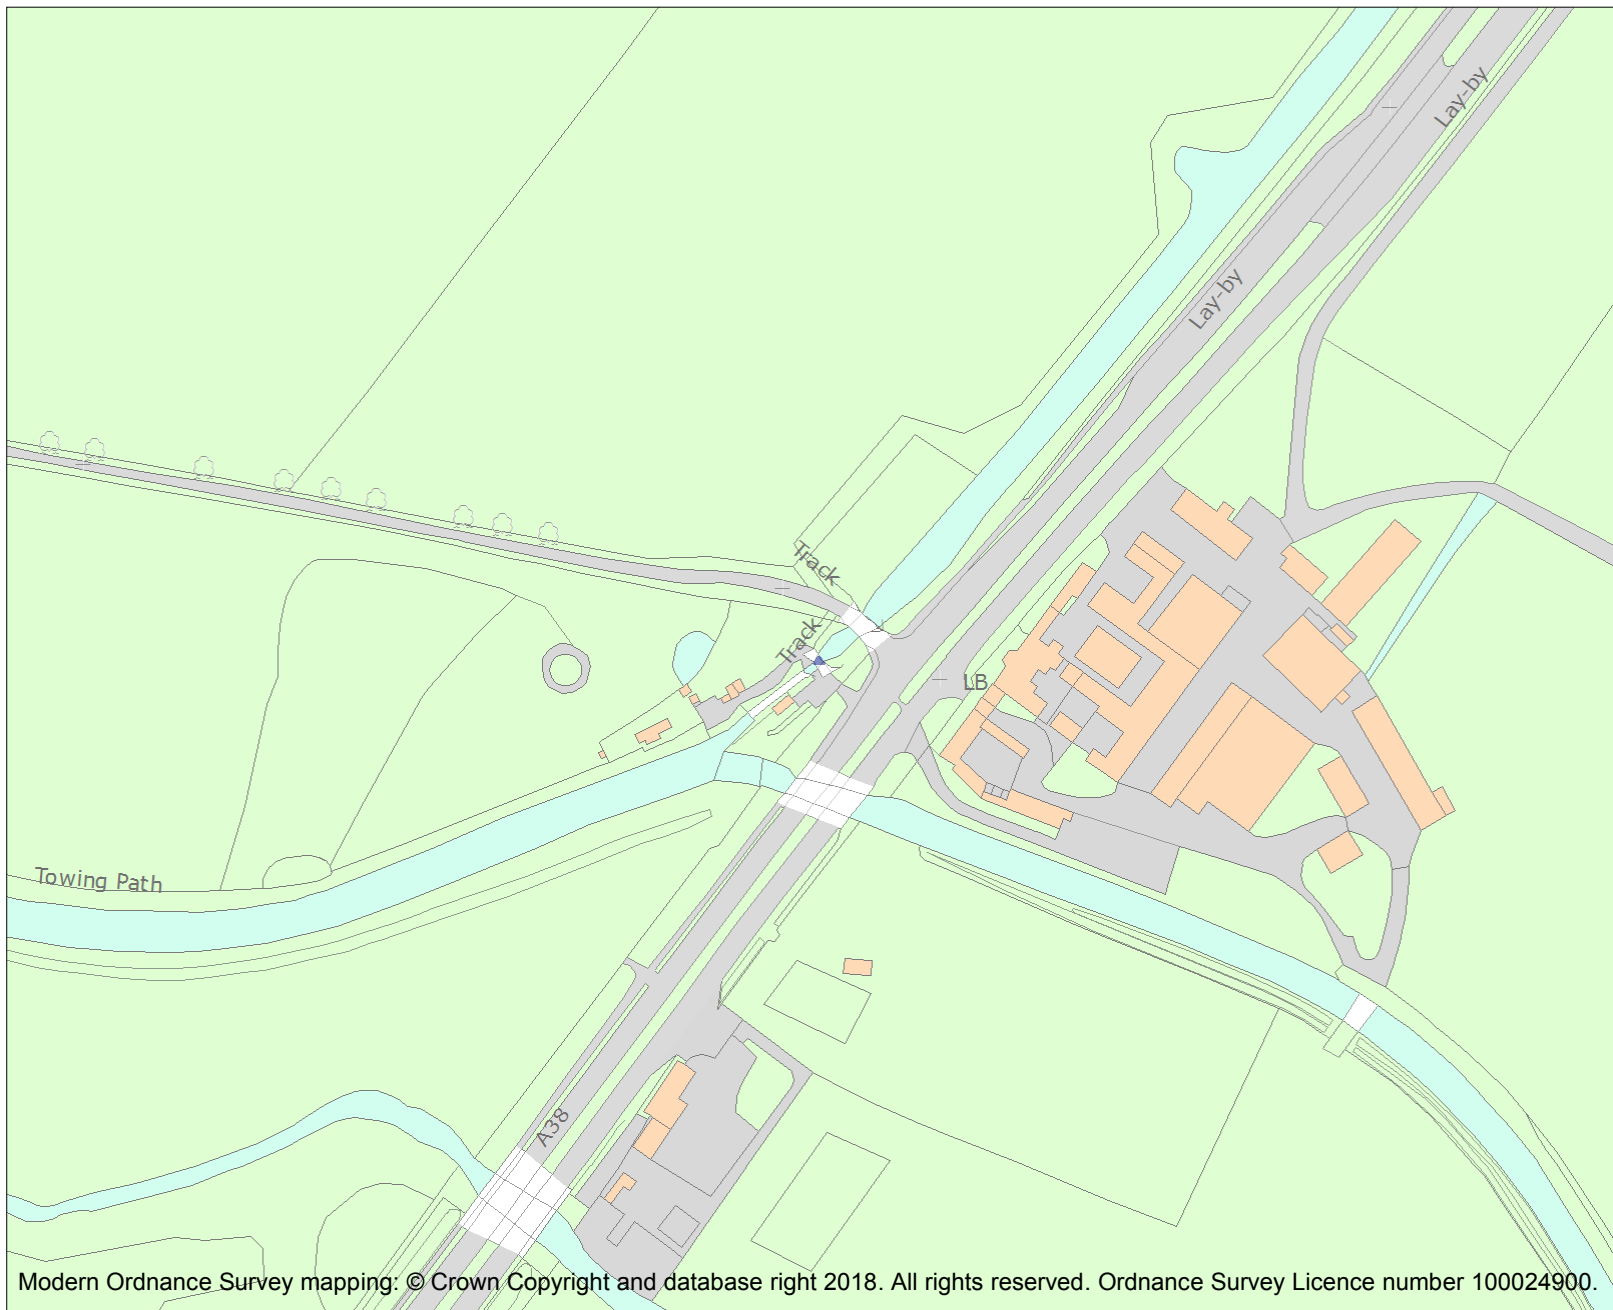 Lay-by
Lay-by
Track
Track
LB
Towing Path
A38
Modern Ordnance Survey mapping: © Crown Copyright and database right 2018. All rights reserved. Ordnance Survey Licence number 100024900.